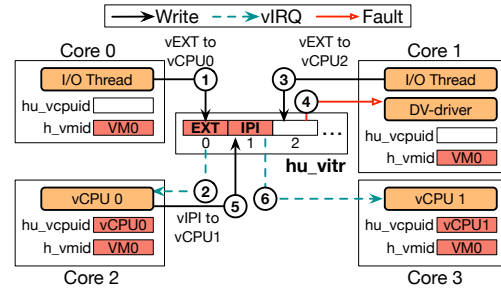 Write vIRQ Fault
Core 0
vEXT to
vCPU0
vEXT to
vCPU2
Core 1
I/O Thread
1
3
I/O Thread
4
DV-driver
hu_vcpuid
h_vmid VM0
EXT IPI ...
0 1 2
hu_vitr
hu_vcpuid
h_vmid VM0
2
5
6
vCPU 0
vIPI to
vCPU1
vCPU 1
hu_vcpuid vCPU0
h_vmid VM0
hu_vcpuid vCPU1
h_vmid VM0
Core 2
Core 3